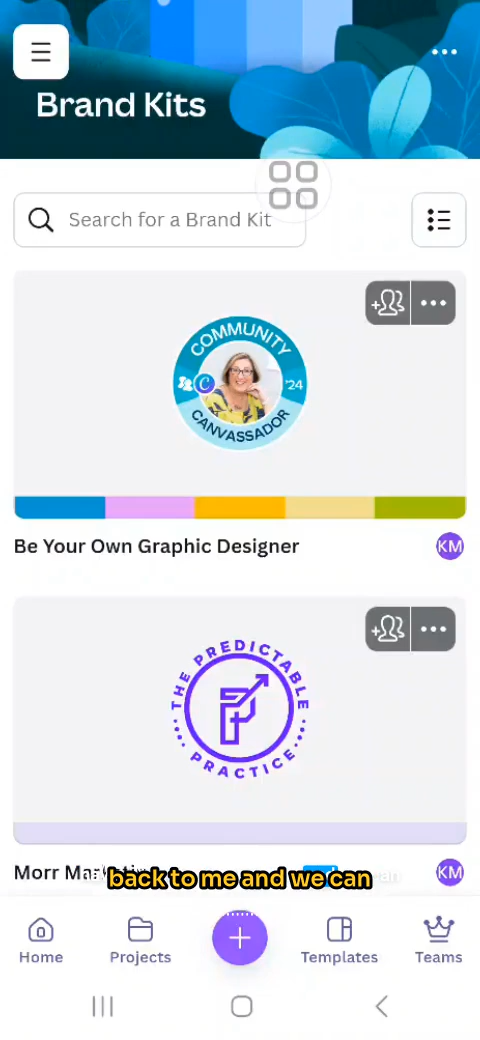 Brand Kits
Search for a Brand Kit
COMMUNITY
C
'24
CANVASSADOR
Be Your Own Graphic Designer
KM
THE PREDICTABLE
PRACTICE
Morr
KM
back to me and we can
Home
Projects
Templates
Teams